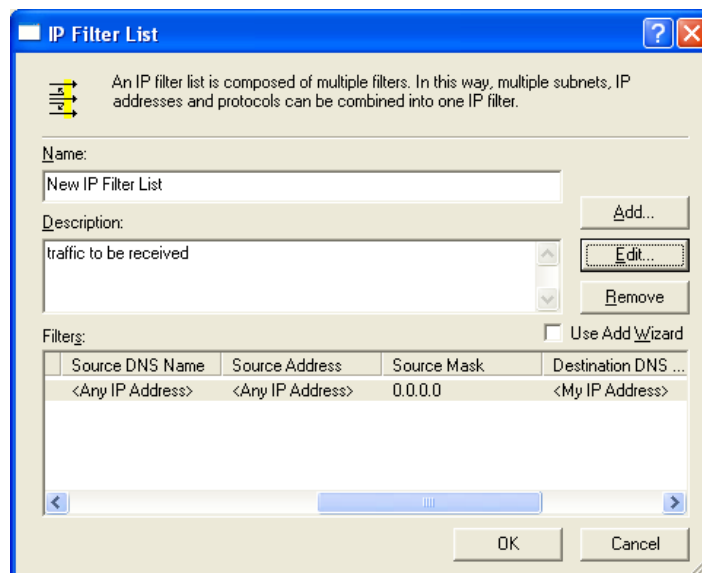 IP Filter List
An IP filter list is composed of multiple filters. In this way, multiple subnets, IP
addresses and protocols can be combined into one IP filter.
Name:
New IP Filter List
Add...
Description:
traffic to be received
Edit...
Remove
Filters:
Use Add Wizard
Source DNS Name Source Address Source Mask Destination DNS ...
<Any IP Address> <Any IP Address> 0.0.0.0 <My IP Address>
OK Cancel